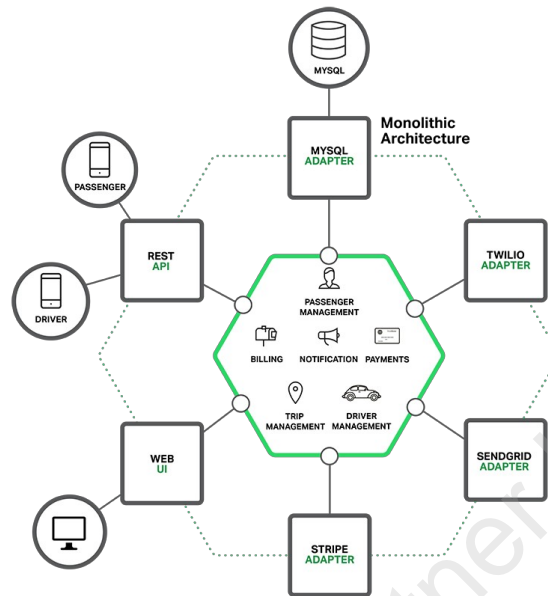 MYSQL
Monolithic
Architecture
MYSQL
ADAPTER
PASSENGER
REST
API
TWILIO
ADAPTER
DRIVER
PASSENGER
MANAGEMENT
BILLING
NOTIFICATION
PAYMENTS
TRIP
MANAGEMENT
DRIVER
MANAGEMENT
WEB
UI
SENDGRID
ADAPTER
STRIPE
ADAPTER